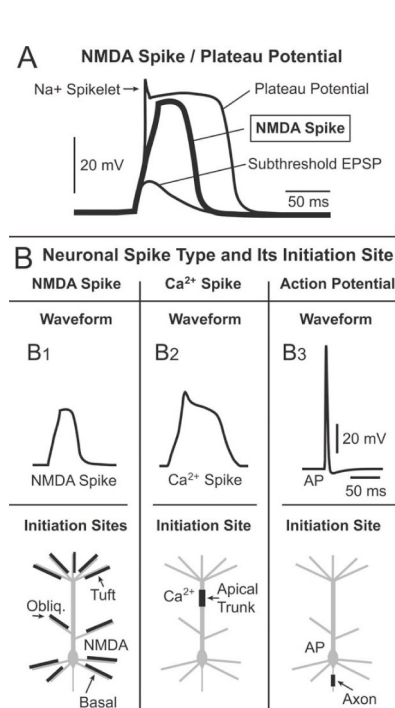 A
NMDA Spike / Plateau Potential
Na+ Spikelet
Plateau Potential
NMDA Spike
20 mV
Subthreshold EPSP
50 ms
B Neuronal Spike Type and Its Initiation Site
NMDA Spike
Ca²⁺ Spike
Action Potential
Waveform
Waveform
Waveform
B1
B2
B3
20 mV
NMDA Spike
Ca²⁺ Spike
AP
50 ms
Initiation Sites
Initiation Site
Initiation Site
Tuft
Obliq.
NMDA
Basal
Ca²⁺
Apical
Trunk
AP
Axon